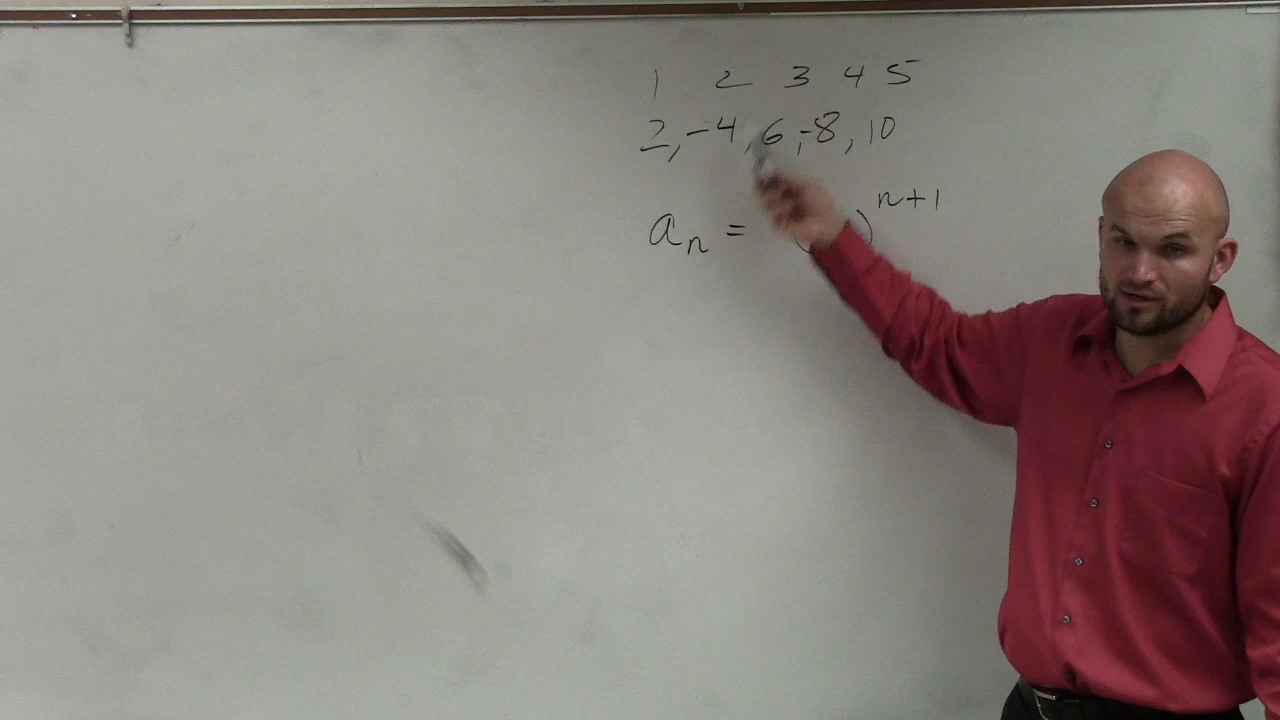 1 2 3 4 5
2, -4, 6, -8, 10
aₙ = ( )ⁿ⁺¹